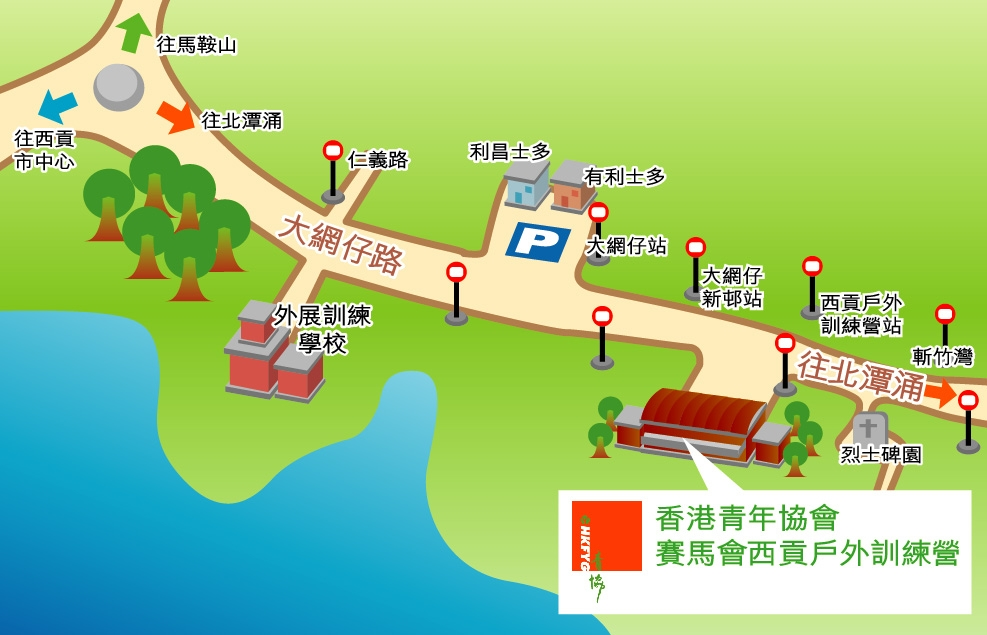 往馬鞍山
往北潭涌
往西貢
市中心
仁義路
利昌士多
有利士多
大網仔路
P
大網仔站
大網仔
新邨站
西貢戶外
訓練營站
斬竹灣
外展訓練
學校
往北潭涌
烈士碑園
HKFYG
青協
香港青年協會
賽馬會西貢戶外訓練營